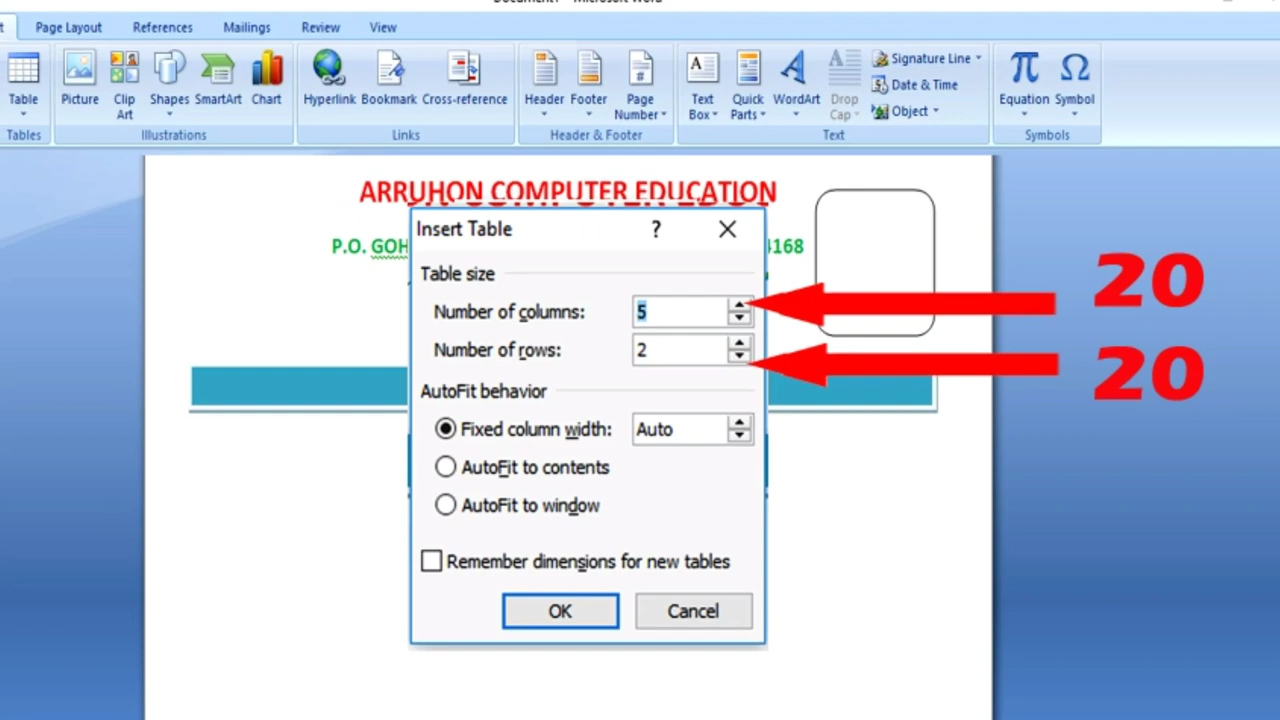 Page Layout References Mailings Review View
Table Picture Clip Art Shapes SmartArt Chart Hyperlink Bookmark Cross-reference Header Footer Page Number Text Box Quick Parts WordArt Drop Cap Signature Line Date & Time Object Equation Symbol
Tables Illustrations Links Header & Footer Text Symbols
ARRUHON COMPUTER EDUCATION
P.O. GOH
4168
Insert Table ?
Table size
Number of columns: 5
20
Number of rows: 2
20
AutoFit behavior
Fixed column width: Auto
AutoFit to contents
AutoFit to window
Remember dimensions for new tables
OK Cancel